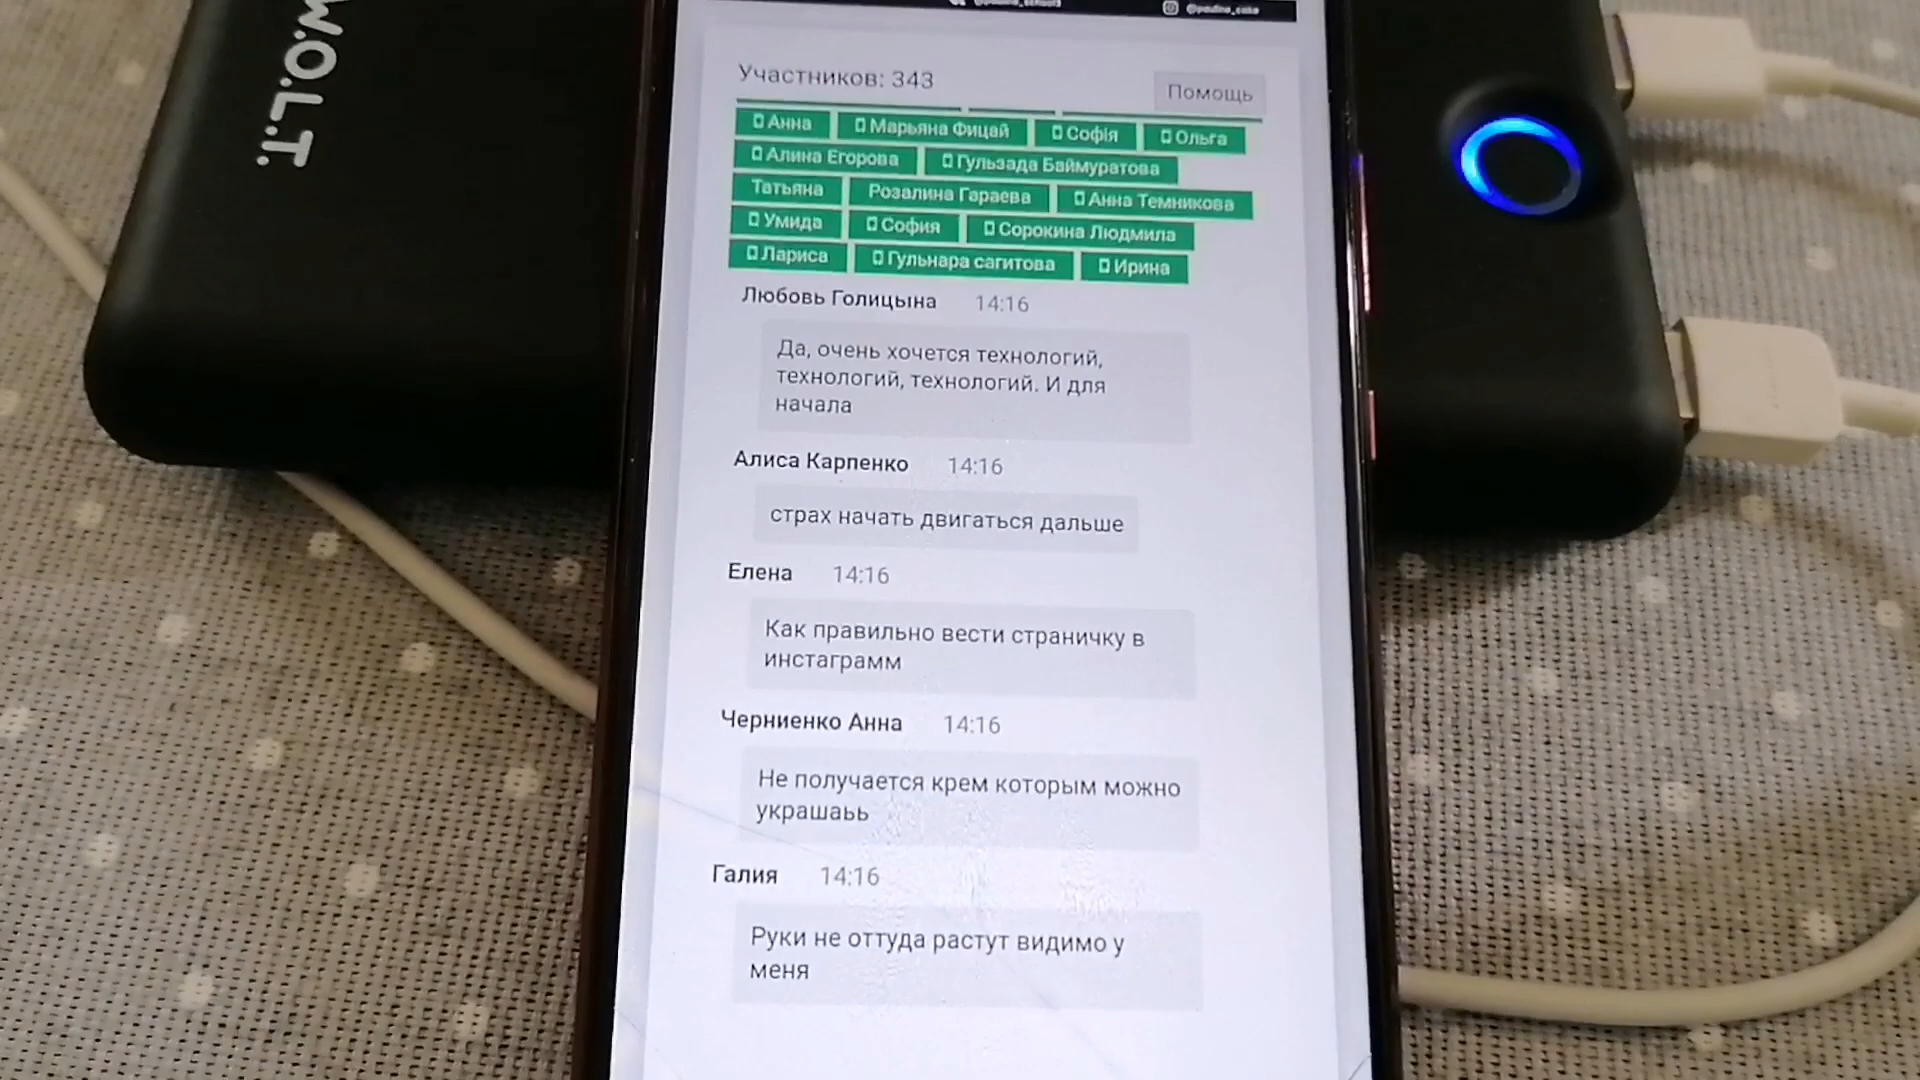 W.O.L.T.
Участников: 343
Помощь
Анна Марьяна Фицай Софія Ольга
Алина Егорова Гульзада Баймуратова
Татьяна Розалина Гараева Анна Темникова
Умида София Сорокина Людмила
Лариса Гульнара сагитова Ирина
Любовь Голицына 14:16
Да, очень хочется технологий,
технологий, технологий. И для
начала
Алиса Карпенко 14:16
страх начать двигаться дальше
Елена 14:16
Как правильно вести страничку в
инстаграмм
Черниенко Анна 14:16
Не получается крем которым можно
украшаьь
Галия 14:16
Руки не оттуда растут видимо у
меня